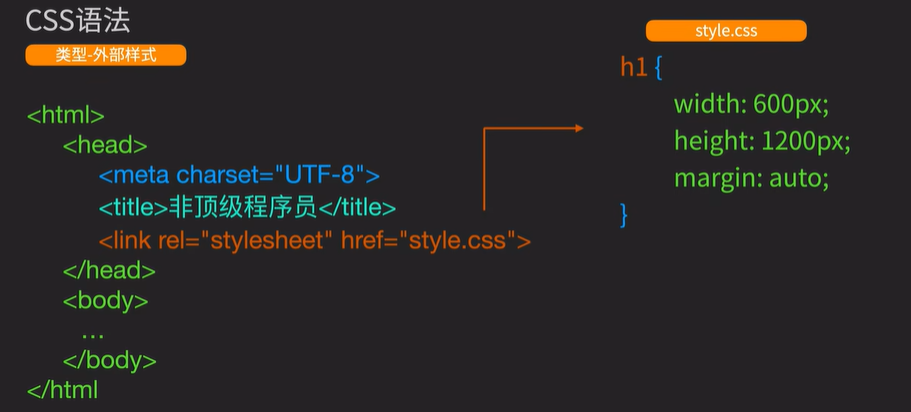 CSS语法
类型-外部样式
<html>
<head>
<meta charset="UTF-8">
<title>非顶级程序员</title>
<link rel="stylesheet" href="style.css">
</head>
<body>
...
</body>
</html
style.css
h1 {
width: 600px;
height: 1200px;
margin: auto;
}